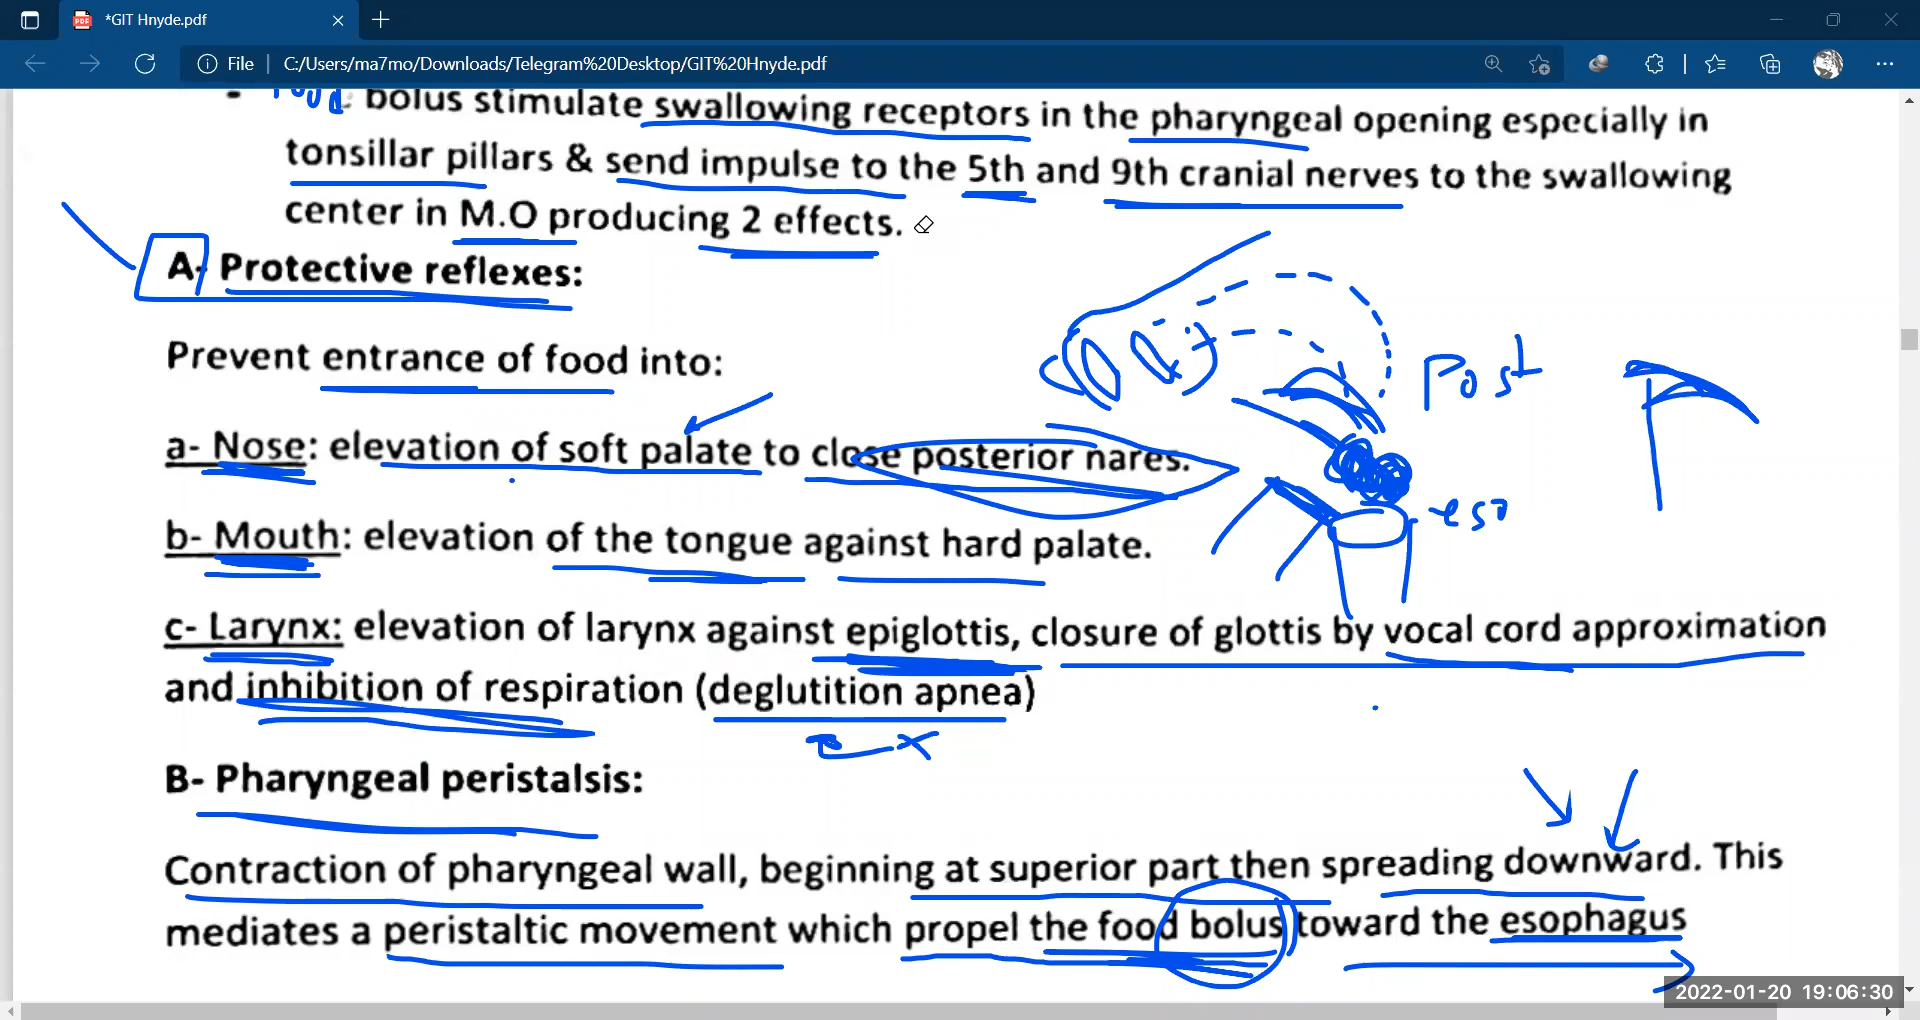 *GIT Hnyde.pdf
File C:/Users/ma7mo/Downloads/Telegram%20Desktop/GIT%20Hnyde.pdf
- Food: bolus stimulate swallowing receptors in the pharyngeal opening especially in
tonsillar pillars & send impulse to the 5th and 9th cranial nerves to the swallowing
center in M.O producing 2 effects.
A- Protective reflexes:
Prevent entrance of food into:
Post
a- Nose: elevation of soft palate to close posterior nares.
eso
b- Mouth: elevation of the tongue against hard palate.
c- Larynx: elevation of larynx against epiglottis, closure of glottis by vocal cord approximation
and inhibition of respiration (deglutition apnea)
B- Pharyngeal peristalsis:
Contraction of pharyngeal wall, beginning at superior part then spreading downward. This
mediates a peristaltic movement which propel the food bolus toward the esophagus
2022-01-20 19:06:30